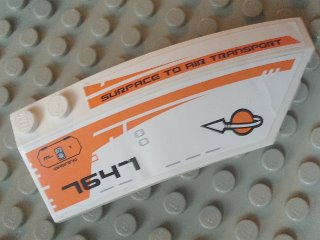 SURFACE TO AIR TRANSPORT
7647